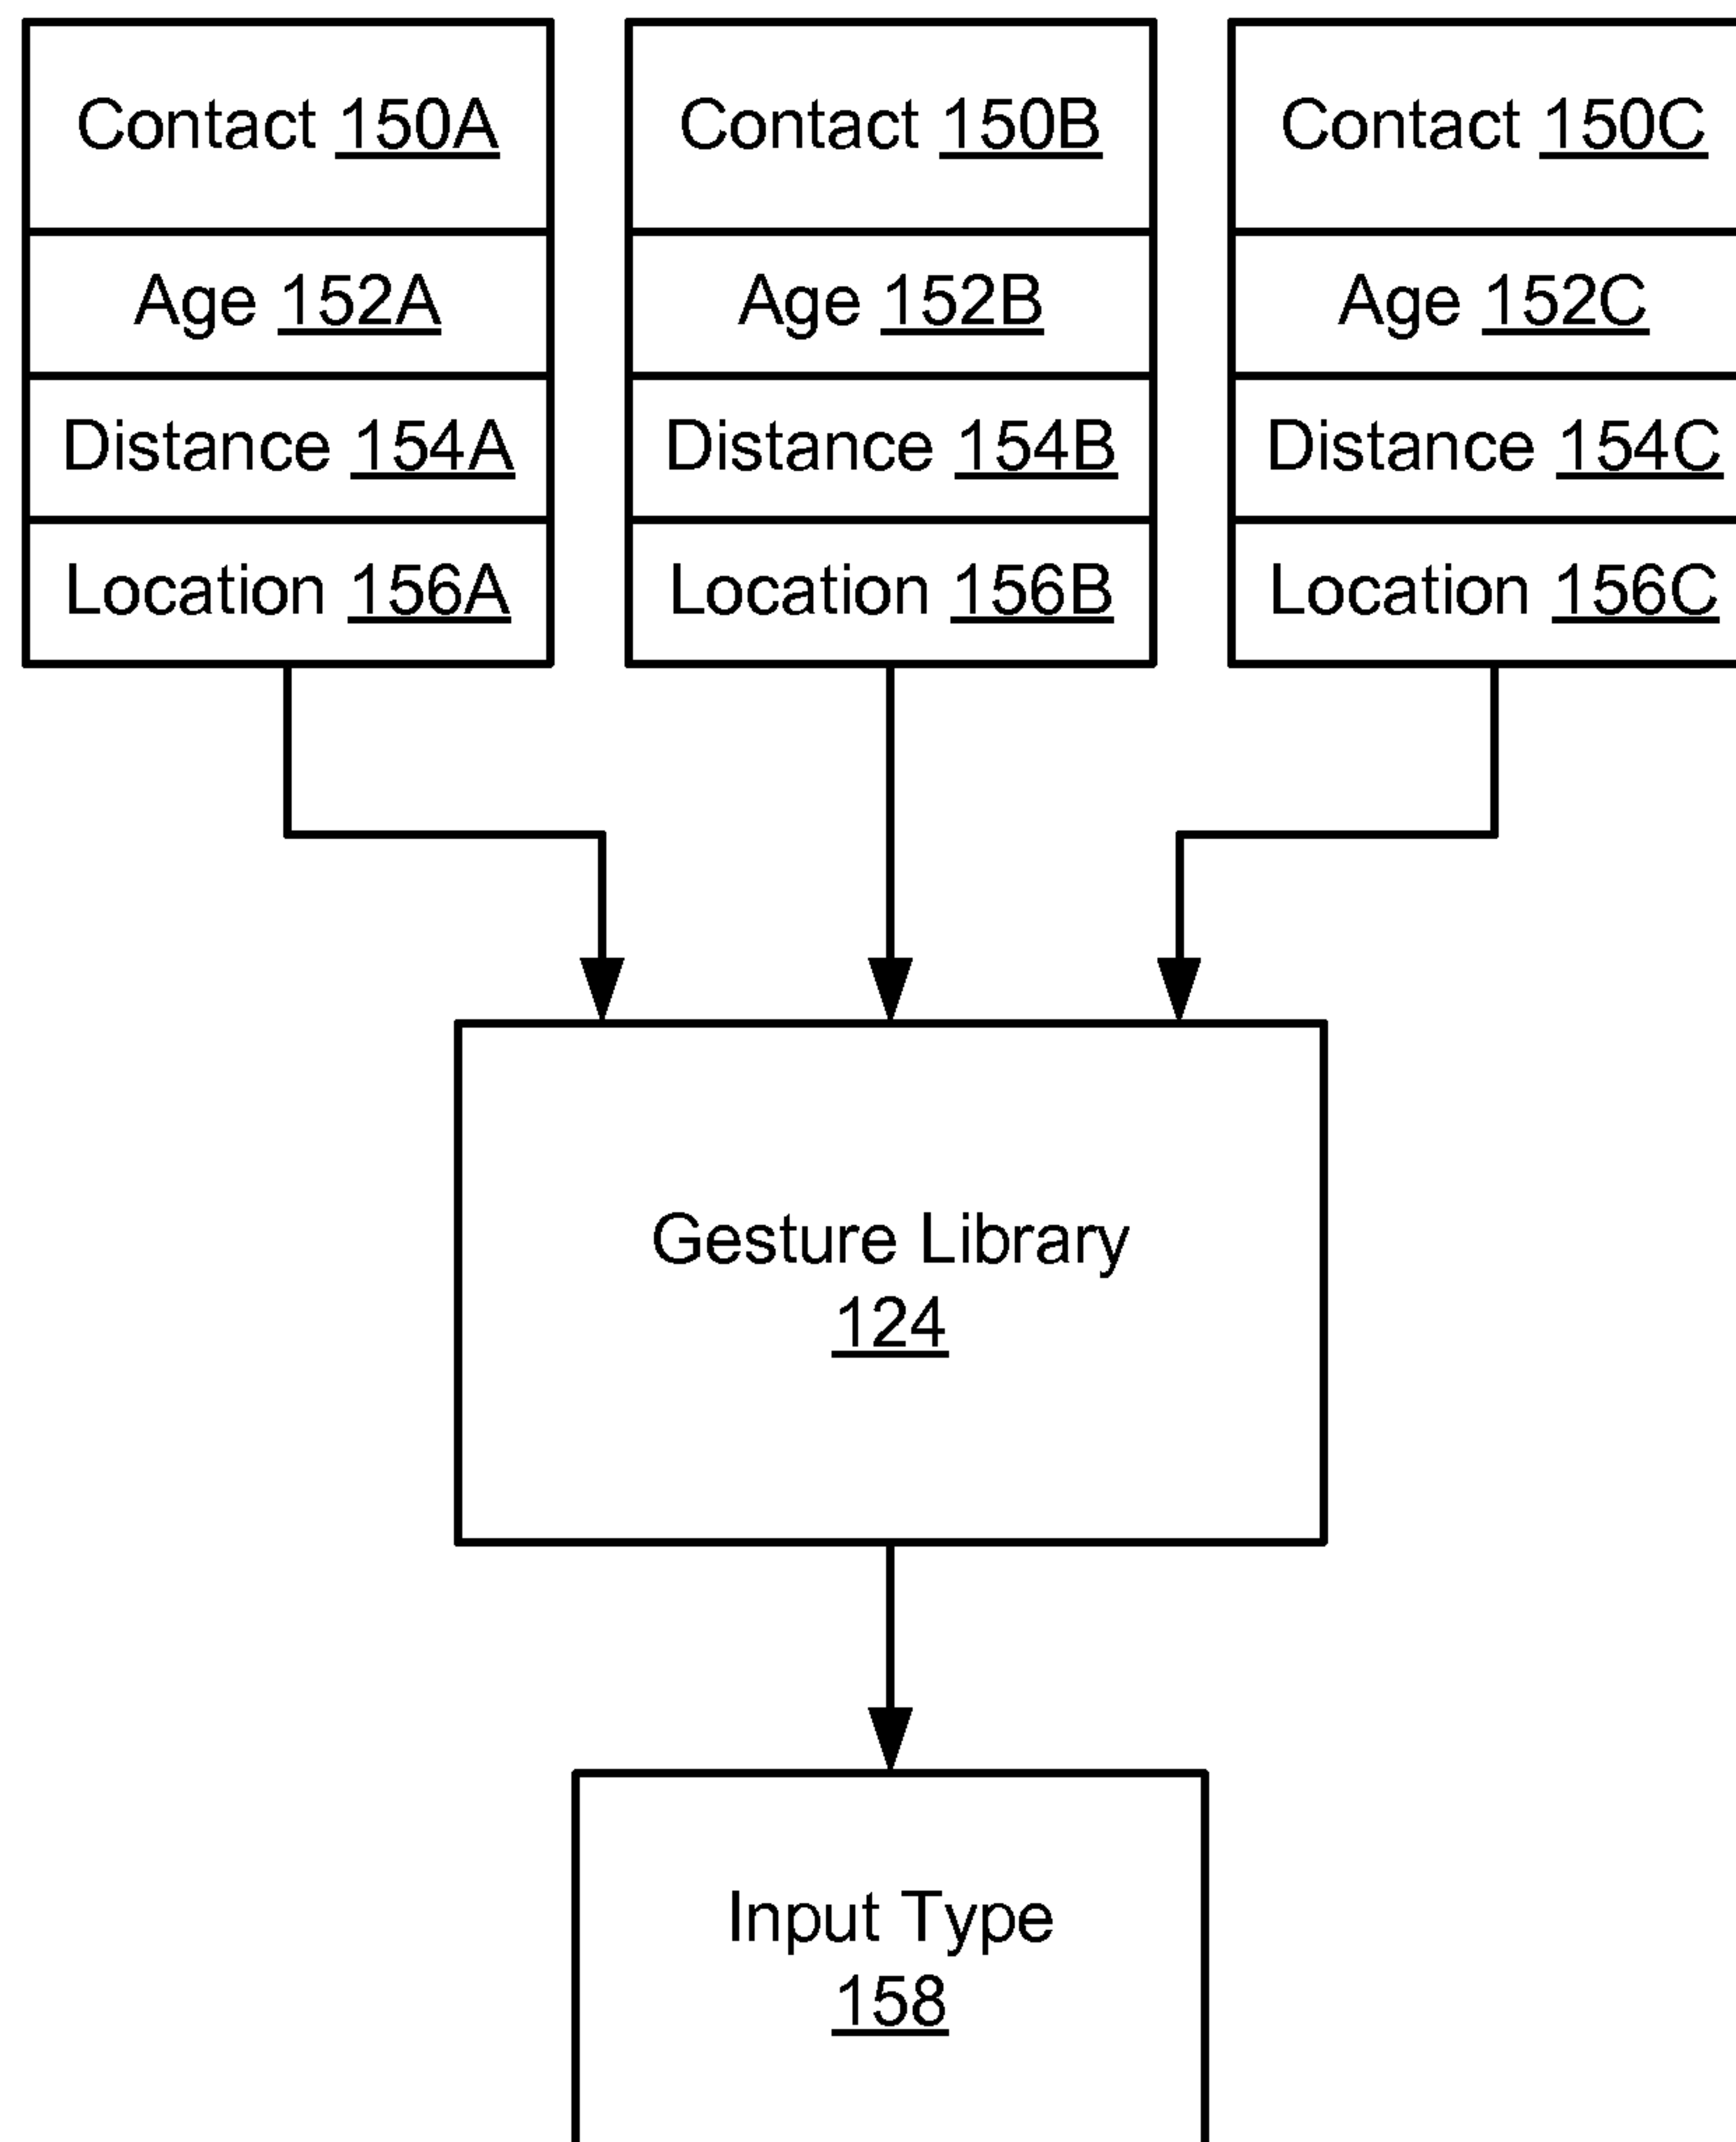 Contact 150A
Age 152A
Distance 154A
Location 156A
Contact 150B
Age 152B
Distance 154B
Location 156B
Contact 150C
Age 152C
Distance 154C
Location 156C
Gesture Library
124
Input Type
158